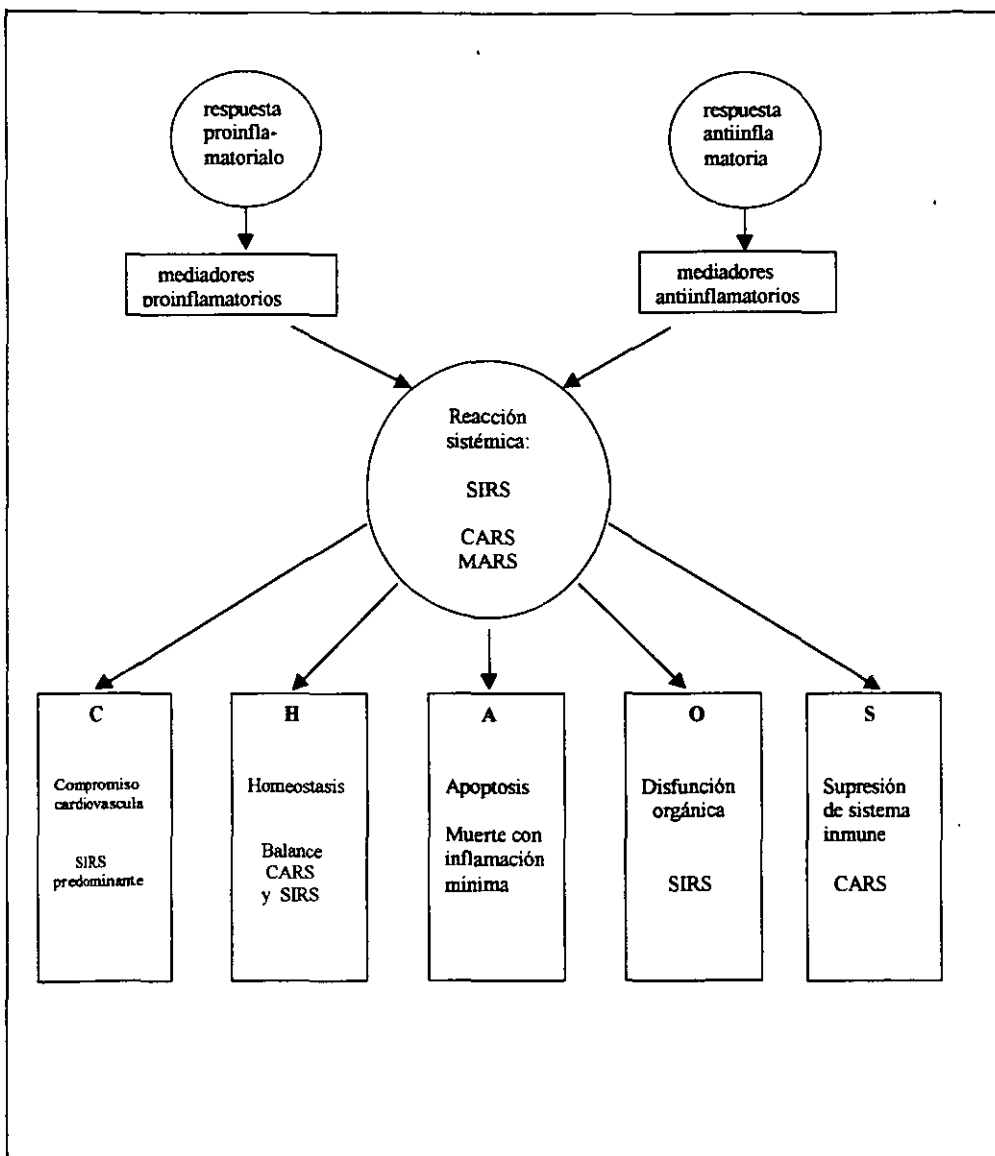 respuesta
proinfla-
matorialo
respuesta
antiinfla
matoria
mediadores
proinflamatorios
mediadores
antiinflamatorios
Reacción
sistémica:
SIRS
CARS
MARS
C
Compromiso
cardiovascula
SIRS
predominante
H
Homeostasis
Balance
CARS
y SIRS
A
Apoptosis
Muerte con
inflamación
mínima
O
Disfunción
orgánica
SIRS
S
Supresión
de sistema
inmune
CARS